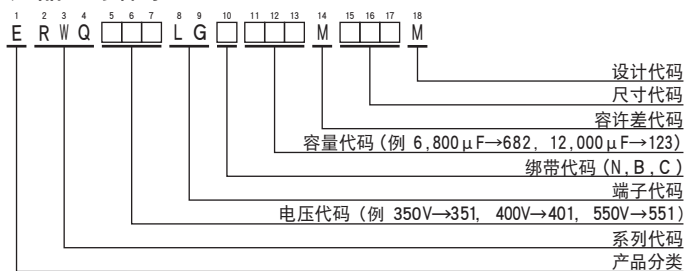 1 2 3 4 5 6 7 8 9 10 11 12 13 14 15 16 17 18
E R W Q □□□ L G □ □□□ M □□□ M
设计代码
尺寸代码
容许差代码
容量代码 (例 6,800μF→682, 12,000μF→123)
绑带代码 (N, B, C)
端子代码
电压代码 (例 350V→351, 400V→401, 550V→551)
系列代码
产品分类